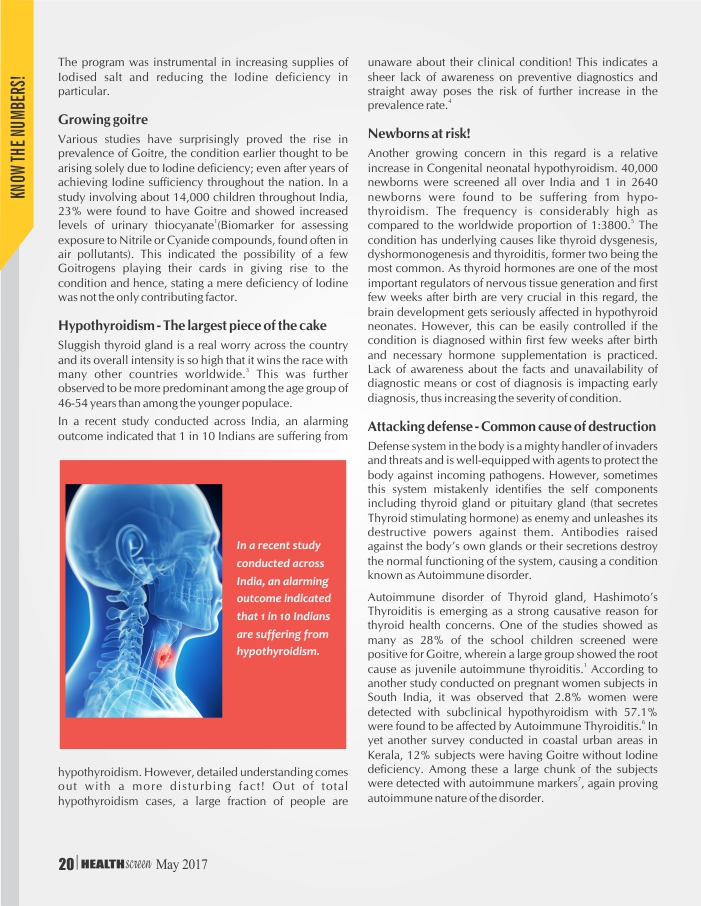 KNOW THE NUMBERS!
The program was instrumental in increasing supplies of
Iodised salt and reducing the Iodine deficiency in
particular.
Growing goitre
Various studies have surprisingly proved the rise in
prevalence of Goitre, the condition earlier thought to be
arising solely due to Iodine deficiency; even after years of
achieving Iodine sufficiency throughout the nation. In a
study involving about 14,000 children throughout India,
23% were found to have Goitre and showed increased
levels of urinary thiocyanate¹(Biomarker for assessing
exposure to Nitrile or Cyanide compounds, found often in
air pollutants). This indicated the possibility of a few
Goitrogens playing their cards in giving rise to the
condition and hence, stating a mere deficiency of Iodine
was not the only contributing factor.
Hypothyroidism - The largest piece of the cake
Sluggish thyroid gland is a real worry across the country
and its overall intensity is so high that it wins the race with
many other countries worldwide.³ This was further
observed to be more predominant among the age group of
46-54 years than among the younger populace.
In a recent study conducted across India, an alarming
outcome indicated that 1 in 10 Indians are suffering from
In a recent study
conducted across
India, an alarming
outcome indicated
that 1 in 10 Indians
are suffering from
hypothyroidism.
hypothyroidism. However, detailed understanding comes
out with a more disturbing fact! Out of total
hypothyroidism cases, a large fraction of people are
unaware about their clinical condition! This indicates a
sheer lack of awareness on preventive diagnostics and
straight away poses the risk of further increase in the
prevalence rate.⁴
Newborns at risk!
Another growing concern in this regard is a relative
increase in Congenital neonatal hypothyroidism. 40,000
newborns were screened all over India and 1 in 2640
newborns were found to be suffering from hypo-
thyroidism. The frequency is considerably high as
compared to the worldwide proportion of 1:3800.⁵ The
condition has underlying causes like thyroid dysgenesis,
dyshormonogenesis and thyroiditis, former two being the
most common. As thyroid hormones are one of the most
important regulators of nervous tissue generation and first
few weeks after birth are very crucial in this regard, the
brain development gets seriously affected in hypothyroid
neonates. However, this can be easily controlled if the
condition is diagnosed within first few weeks after birth
and necessary hormone supplementation is practiced.
Lack of awareness about the facts and unavailability of
diagnostic means or cost of diagnosis is impacting early
diagnosis, thus increasing the severity of condition.
Attacking defense - Common cause of destruction
Defense system in the body is a mighty handler of invaders
and threats and is well-equipped with agents to protect the
body against incoming pathogens. However, sometimes
this system mistakenly identifies the self components
including thyroid gland or pituitary gland (that secretes
Thyroid stimulating hormone) as enemy and unleashes its
destructive powers against them. Antibodies raised
against the body's own glands or their secretions destroy
the normal functioning of the system, causing a condition
known as Autoimmune disorder.
Autoimmune disorder of Thyroid gland, Hashimoto's
Thyroiditis is emerging as a strong causative reason for
thyroid health concerns. One of the studies showed as
many as 28% of the school children screened were
positive for Goitre, wherein a large group showed the root
cause as juvenile autoimmune thyroiditis.¹ According to
another study conducted on pregnant women subjects in
South India, it was observed that 2.8% women were
detected with subclinical hypothyroidism with 57.1%
were found to be affected by Autoimmune Thyroiditis.⁶ In
yet another survey conducted in coastal urban areas in
Kerala, 12% subjects were having Goitre without Iodine
deficiency. Among these a large chunk of the subjects
were detected with autoimmune markers⁷, again proving
autoimmune nature of the disorder.
20 | HEALTHscreen May 2017